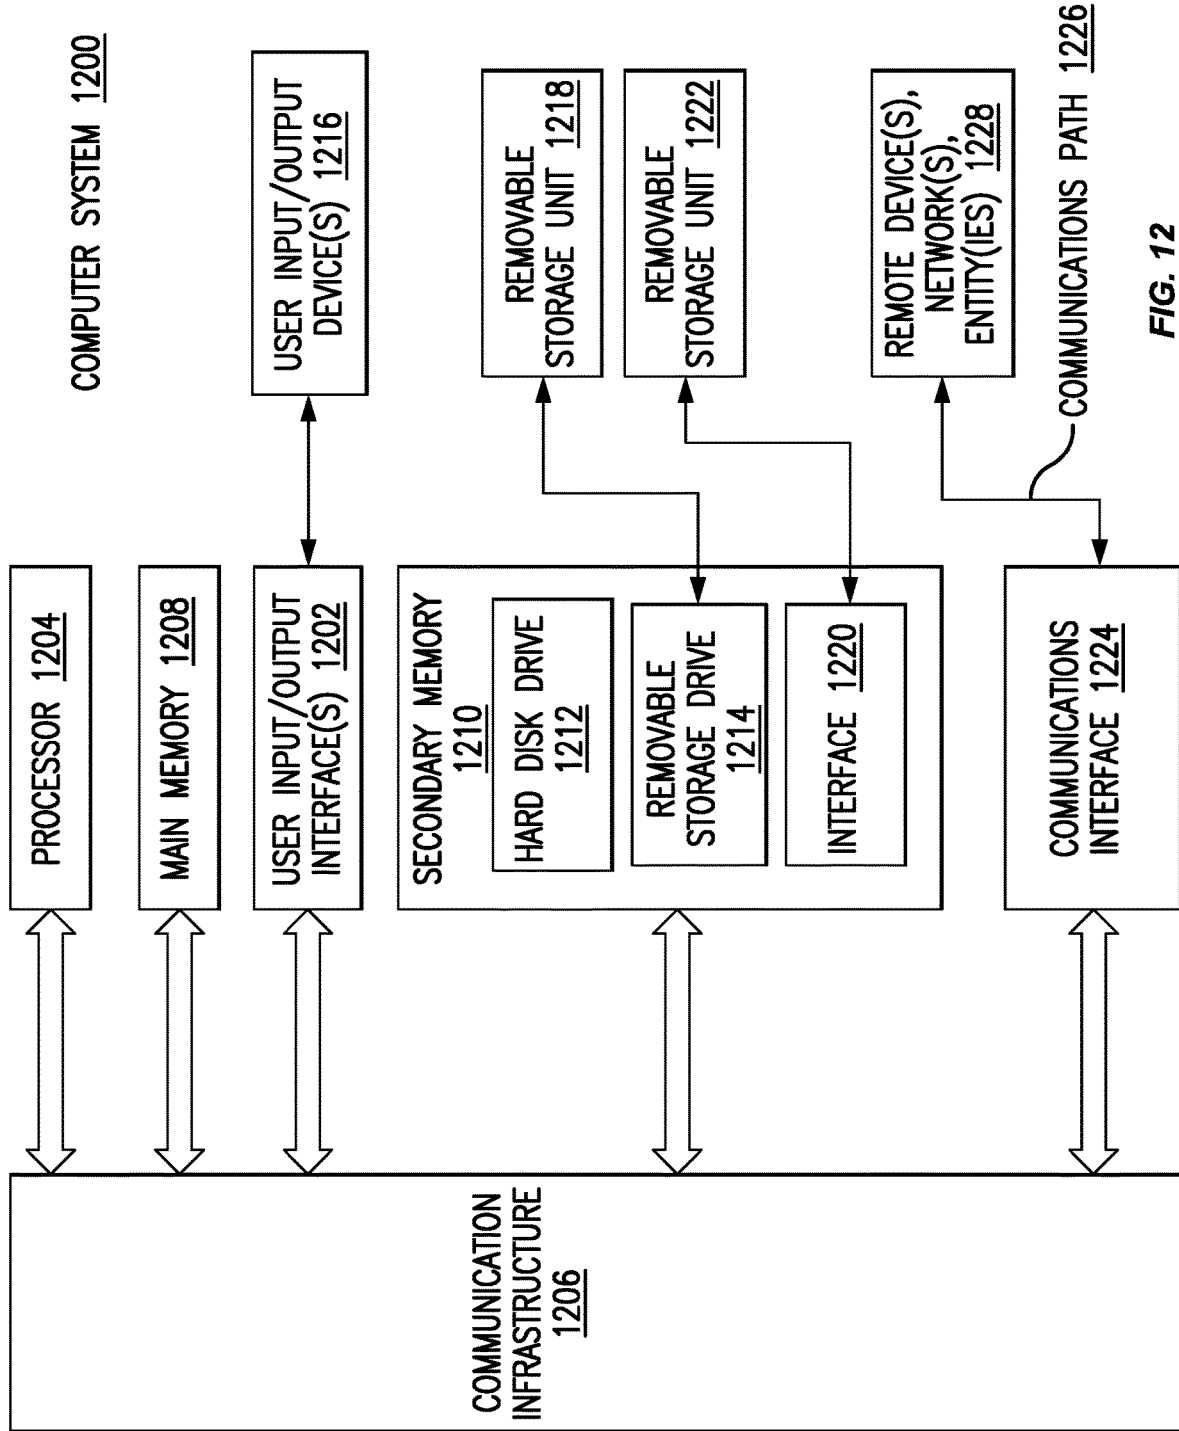 COMPUTER SYSTEM 1200
PROCESSOR 1204
MAIN MEMORY 1208
USER INPUT/OUTPUT
INTERFACE(S) 1202
USER INPUT/OUTPUT
DEVICE(S) 1216
COMMUNICATION
INFRASTRUCTURE
1206
SECONDARY MEMORY
1210
HARD DISK DRIVE
1212
REMOVABLE
STORAGE DRIVE
1214
INTERFACE 1220
REMOVABLE
STORAGE UNIT 1218
REMOVABLE
STORAGE UNIT 1222
COMMUNICATIONS
INTERFACE 1224
REMOTE DEVICE(S),
NETWORK(S),
ENTITY(IES) 1228
COMMUNICATIONS PATH 1226
FIG. 12